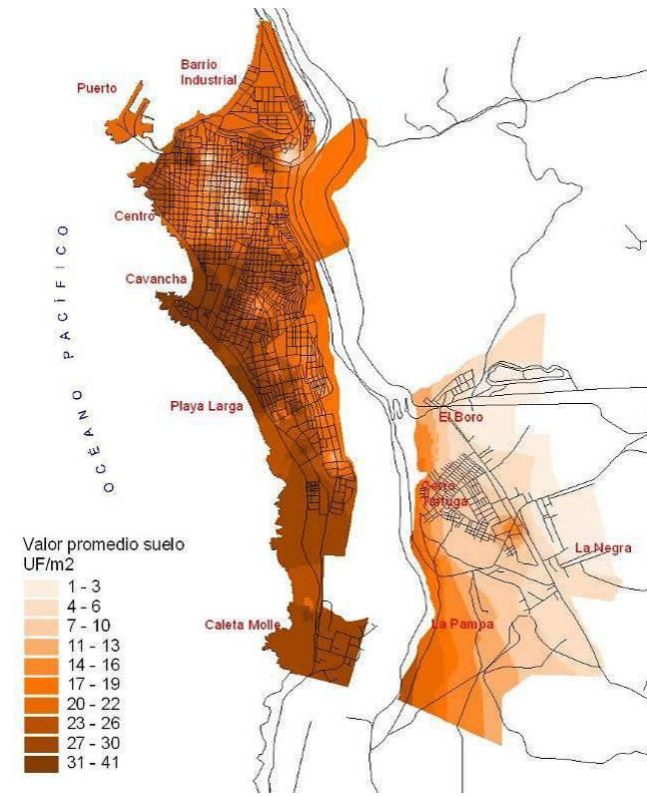 Barrio
Industrial
Puerto
Centro
Cavancha
OCÉANO PACÍFICO
Playa Larga
El Boro
Cerro
Tortuga
La Negra
Valor promedio suelo
UF/m2
1 - 3
4 - 6
7 - 10
11 - 13
14 - 16
17 - 19
20 - 22
23 - 26
27 - 30
31 - 41
Caleta Molle
La Pampa